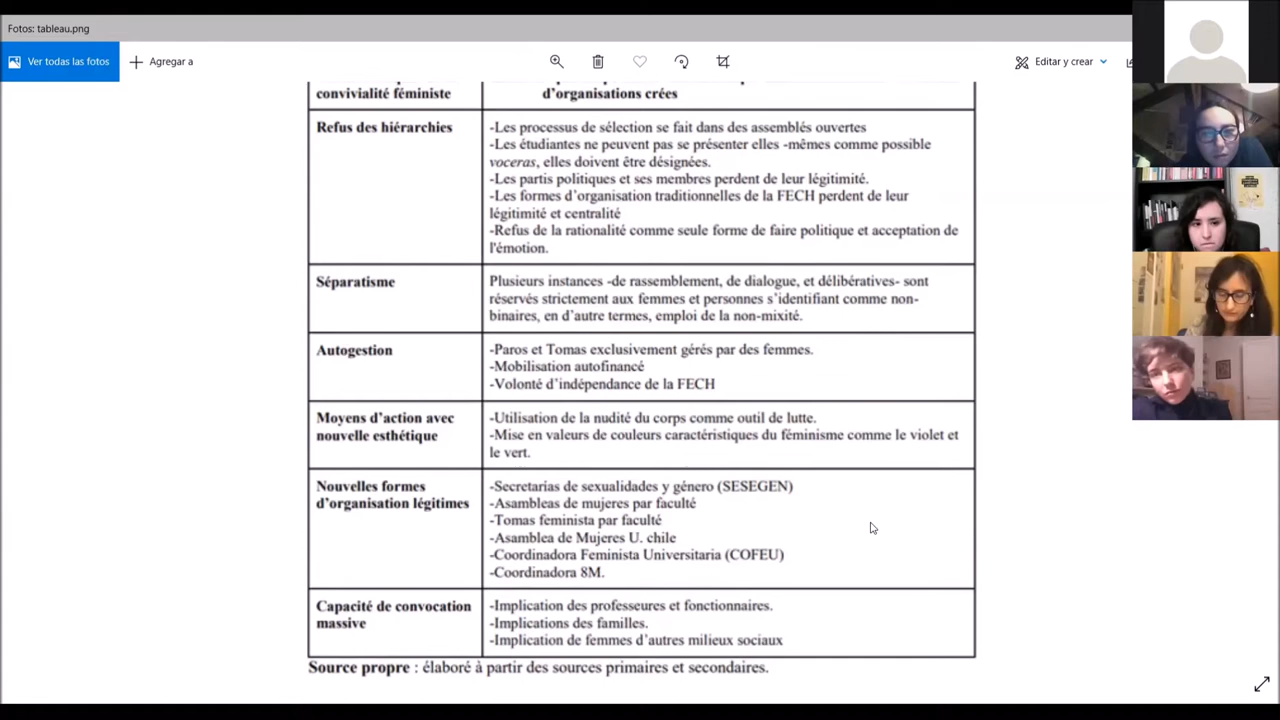 Fotos: tableau.png
Ver todas las fotos
Agregar a
Editar y crear
convivialité féministe
d'organisations crées
Refus des hiérarchies
-Les processus de sélection se fait dans des assemblés ouvertes
-Les étudiantes ne peuvent pas se présenter elles -mêmes comme possible
voceras, elles doivent être désignées.
-Les partis politiques et ses membres perdent de leur légitimité.
-Les formes d'organisation traditionnelles de la FECH perdent de leur
légitimité et centralité
-Refus de la rationalité comme seule forme de faire politique et acceptation de
l'émotion.
Séparatisme
Plusieurs instances -de rassemblement, de dialogue, et délibératives- sont
réservés strictement aux femmes et personnes s'identifiant comme non-
binaires, en d'autre termes, emploi de la non-mixité.
Autogestion
-Paros et Tomas exclusivement gérés par des femmes.
-Mobilisation autofinancé
-Volonté d'indépendance de la FECH
Moyens d'action avec
nouvelle esthétique
-Utilisation de la nudité du corps comme outil de lutte.
-Mise en valeurs de couleurs caractéristiques du féminisme comme le violet et
le vert.
Nouvelles formes
d'organisation légitimes
-Secretarías de sexualidades y género (SESEGEN)
-Asambleas de mujeres par faculté
-Tomas feminista par faculté
-Asamblea de Mujeres U. chile
-Coordinadora Feminista Universitaria (COFEU)
-Coordinadora 8M.
Capacité de convocation
massive
-Implication des professeures et fonctionnaires.
-Implications des familles.
-Implication de femmes d'autres milieux sociaux
Source propre : élaboré à partir des sources primaires et secondaires.